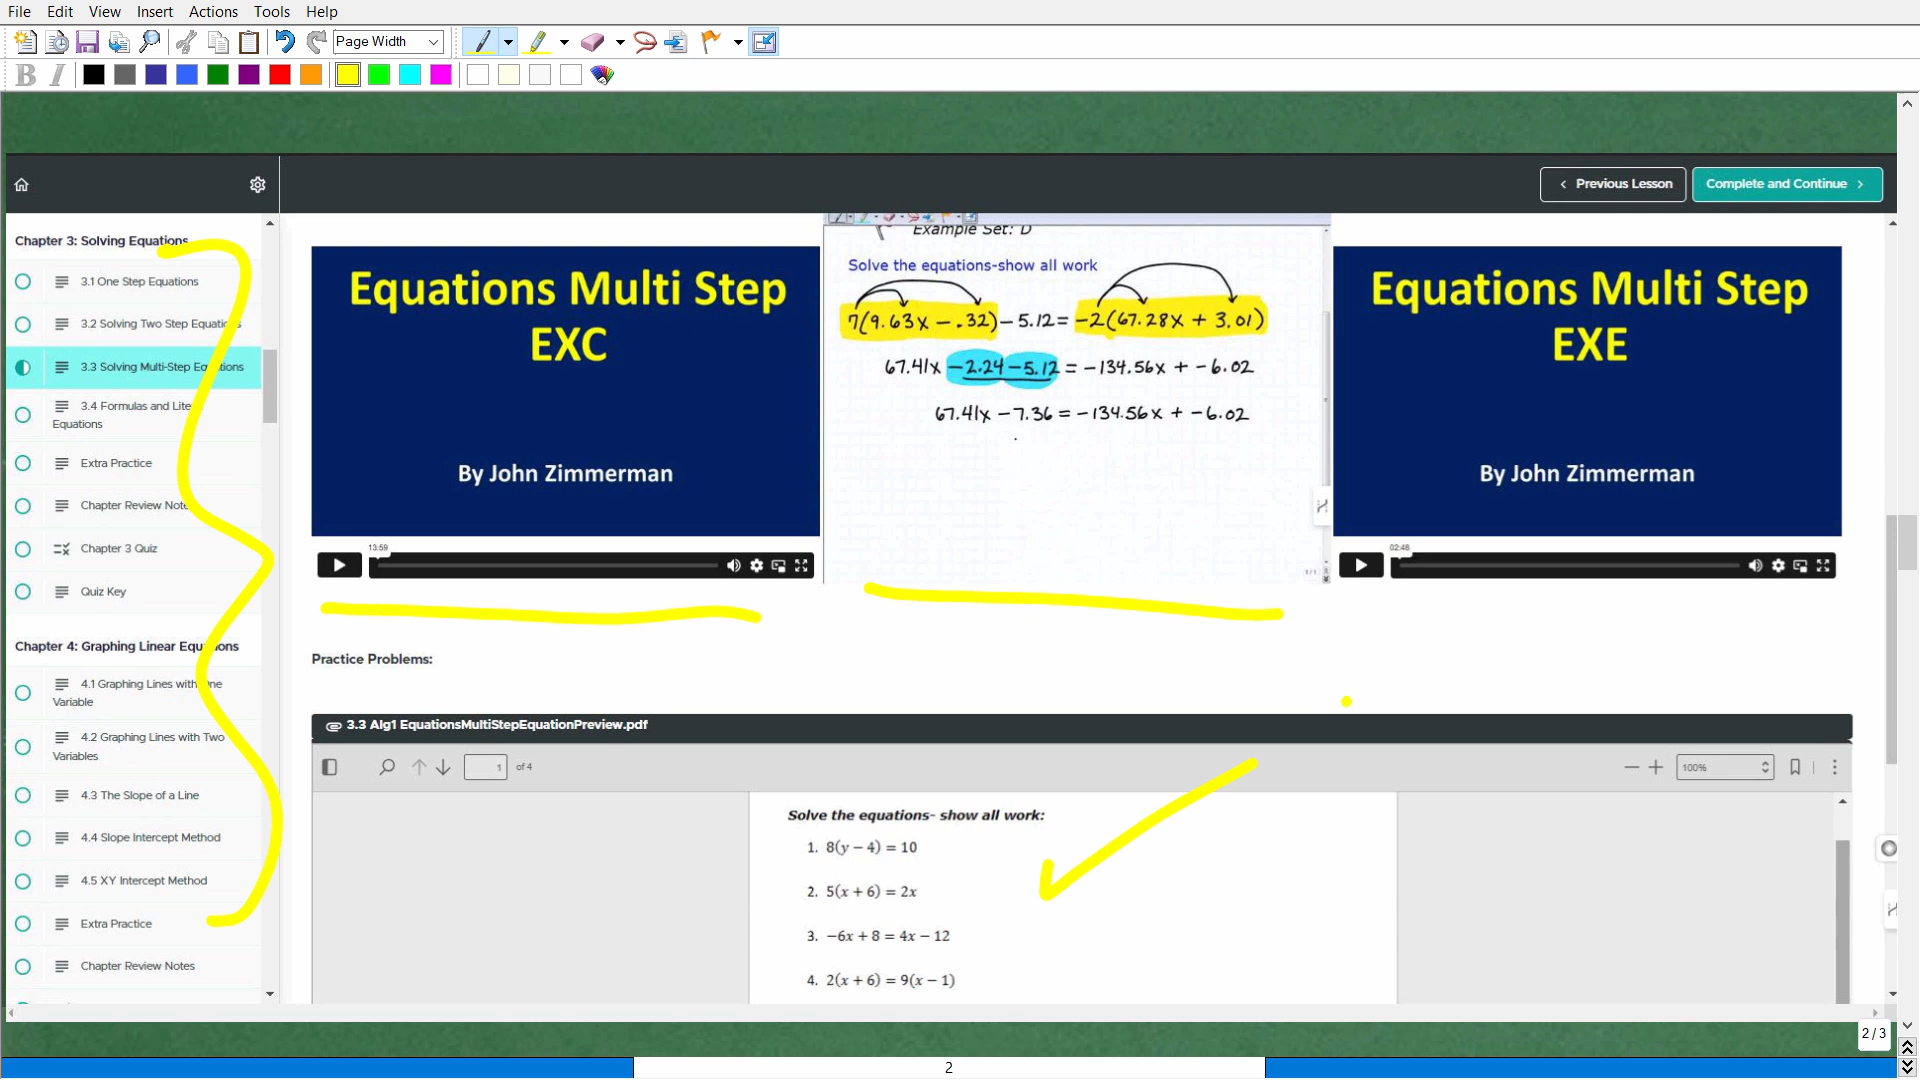 File Edit View Insert Actions Tools Help
Page Width
B I
Previous Lesson
Complete and Continue
Chapter 3: Solving Equations
3.1 One Step Equations
3.2 Solving Two Step Equations
3.3 Solving Multi-Step Equations
3.4 Formulas and
Equations
Extra Practice
Chapter Review Notes
Chapter 3 Quiz
Quiz Key
Chapter 4: Graphing Linear Equations
4.1 Graphing Lines with One
Variable
4.2 Graphing Lines with Two
Variables
4.3 The Slope of a Line
4.4 Slope Intercept Method
4.5 XY Intercept Method
Extra Practice
Chapter Review Notes
Equations Multi Step
EXC
By John Zimmerman
13:59
Example Set: D
Solve the equations-show all work
7(9.63x - .32) - 5.12 = -2(67.28x + 3.01)
67.41x - 2.24 - 5.12 = -134.56x + -6.02
67.41x - 7.36 = -134.56x + -6.02
1/1
Equations Multi Step
EXE
By John Zimmerman
02:48
Practice Problems:
3.3 Alg1 EquationsMultiStepEquationPreview.pdf
1 of 4
100%
Solve the equations- show all work:
1. 8(y − 4) = 10
2. 5(x + 6) = 2x
3. −6x + 8 = 4x − 12
4. 2(x + 6) = 9(x − 1)
2 / 3
2